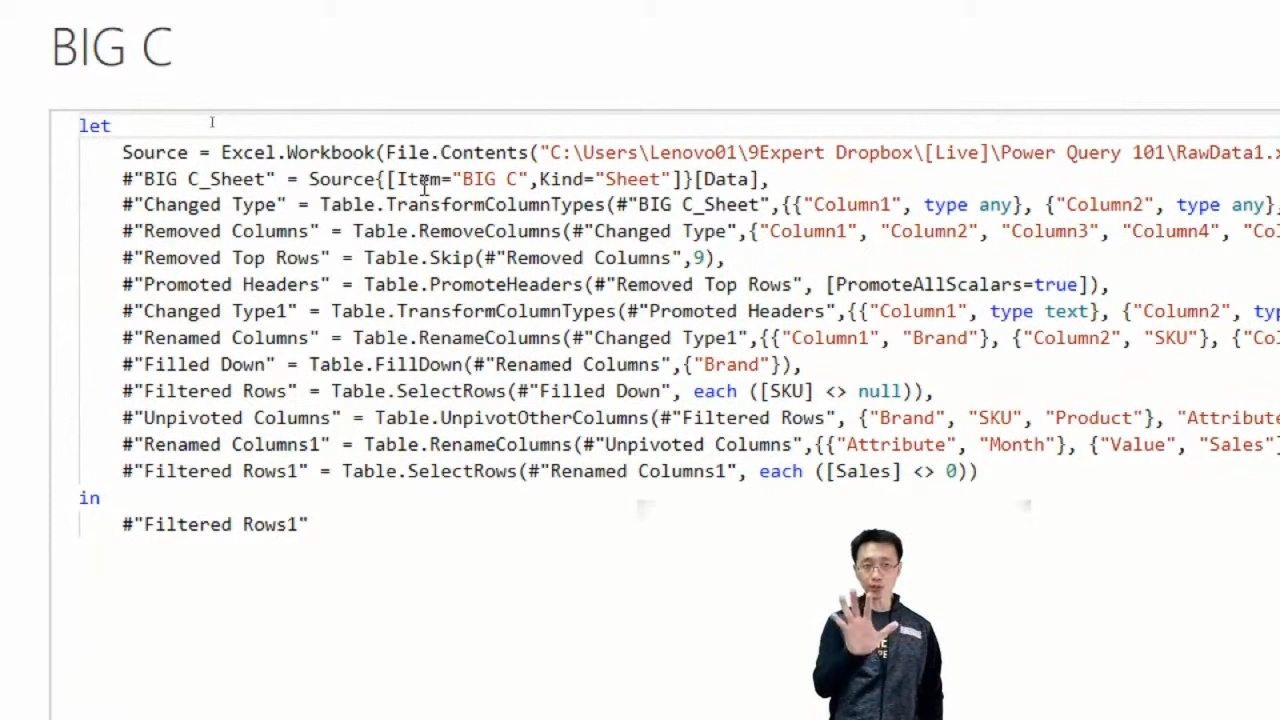 BIG C
let
Source = Excel.Workbook(File.Contents("C:\Users\Lenovo01\9Expert Dropbox\[Live]\Power Query 101\RawData1.x
#"BIG C_Sheet" = Source{[Item="BIG C",Kind="Sheet"]}[Data],
#"Changed Type" = Table.TransformColumnTypes(#"BIG C_Sheet",{{"Column1", type any}, {"Column2", type any},
#"Removed Columns" = Table.RemoveColumns(#"Changed Type",{"Column1", "Column2", "Column3", "Column4", "Col
#"Removed Top Rows" = Table.Skip(#"Removed Columns",9),
#"Promoted Headers" = Table.PromoteHeaders(#"Removed Top Rows", [PromoteAllScalars=true]),
#"Changed Type1" = Table.TransformColumnTypes(#"Promoted Headers",{{"Column1", type text}, {"Column2", typ
#"Renamed Columns" = Table.RenameColumns(#"Changed Type1",{{"Column1", "Brand"}, {"Column2", "SKU"}, {"Co
#"Filled Down" = Table.FillDown(#"Renamed Columns",{"Brand"}),
#"Filtered Rows" = Table.SelectRows(#"Filled Down", each ([SKU] <> null)),
#"Unpivoted Columns" = Table.UnpivotOtherColumns(#"Filtered Rows", {"Brand", "SKU", "Product"}, "Attribute
#"Renamed Columns1" = Table.RenameColumns(#"Unpivoted Columns",{{"Attribute", "Month"}, {"Value", "Sales"}
#"Filtered Rows1" = Table.SelectRows(#"Renamed Columns1", each ([Sales] <> 0))
in
#"Filtered Rows1"